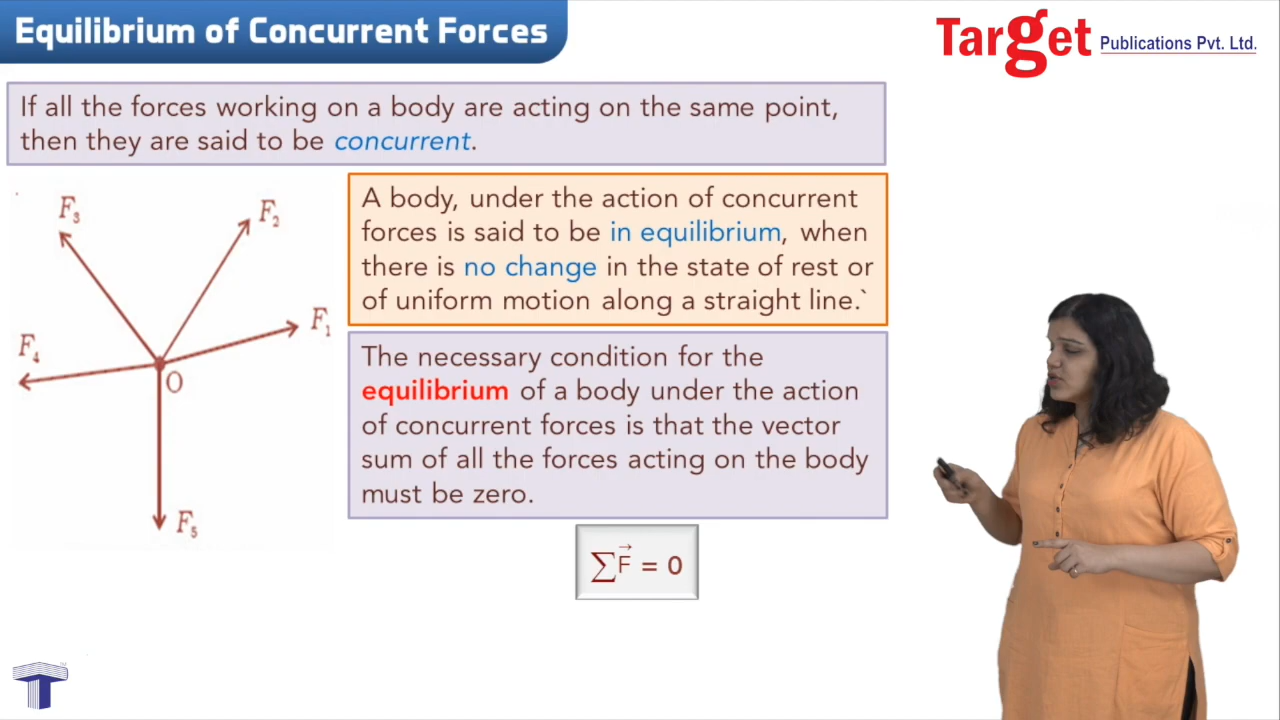 Equilibrium of Concurrent Forces
Target Publications Pvt. Ltd.
If all the forces working on a body are acting on the same point,
then they are said to be concurrent.
F₃
F₂
F₁
F₄
O
F₅
A body, under the action of concurrent
forces is said to be in equilibrium, when
there is no change in the state of rest or
of uniform motion along a straight line.`
The necessary condition for the
equilibrium of a body under the action
of concurrent forces is that the vector
sum of all the forces acting on the body
must be zero.
∑F⃗ = 0